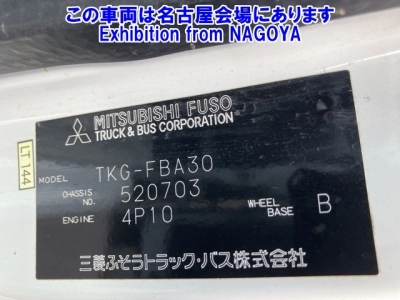 この車両は名古屋会場にあります
Exhibition from NAGOYA
MITSUBISHI FUSO
TRUCK & BUS CORPORATION
LT 144
MODEL TKG-FBA30
CHASSIS NO. 520703
ENGINE 4P10 WHEEL BASE B
三菱ふそうトラック・バス株式会社